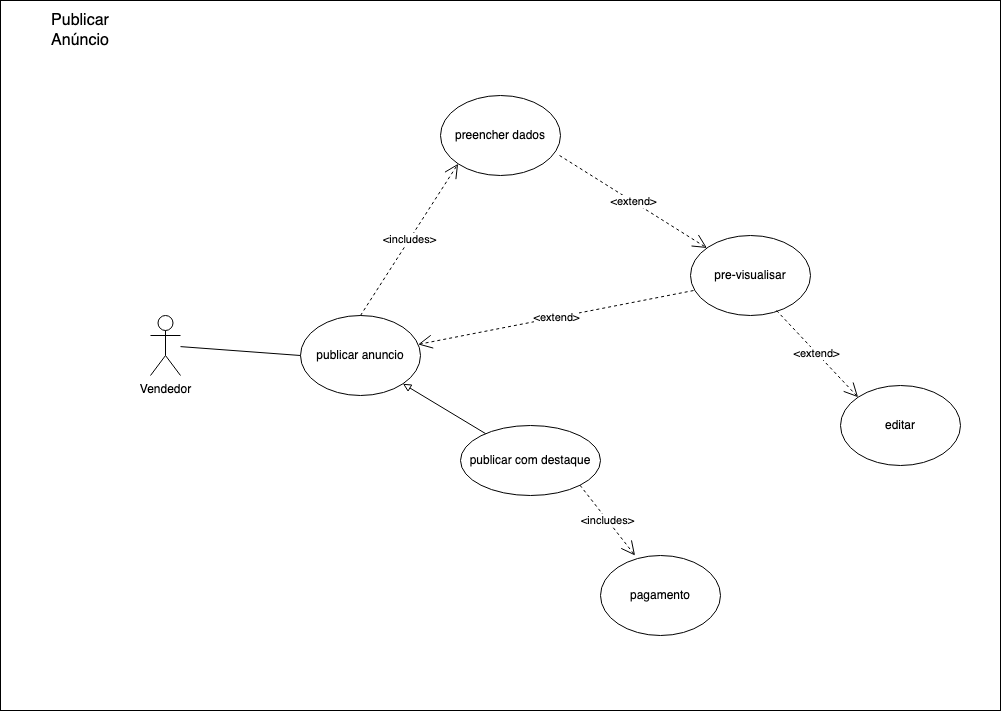 Publicar
Anúncio
preencher dados
<extend>
<includes>
pre-visualisar
<extend>
publicar anuncio
<extend>
Vendedor
editar
publicar com destaque
<includes>
pagamento